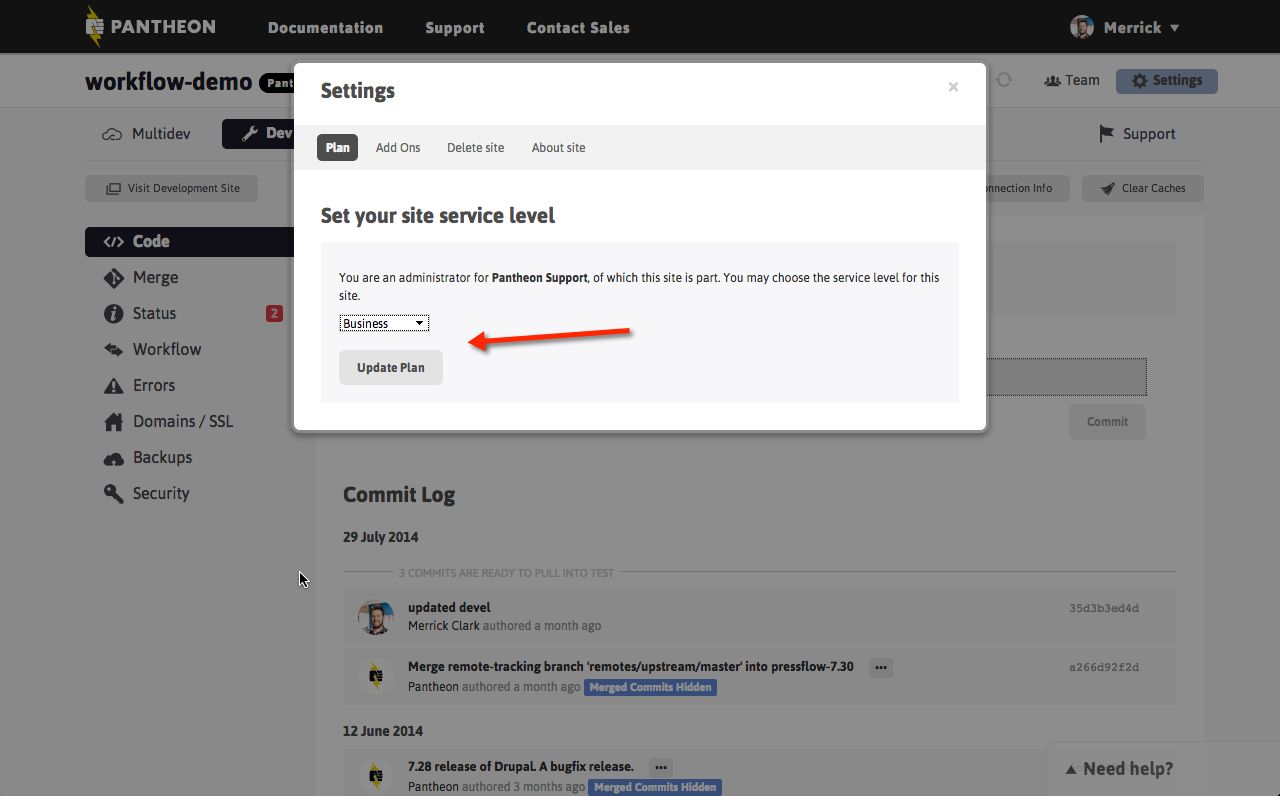 PANTHEON
Documentation
Support
Contact Sales
Merrick ▼
workflow-demo
Pant
Team
Settings
Settings
×
Multidev
Dev
Support
Plan
Add Ons
Delete site
About site
Visit Development Site
onnection Info
Clear Caches
Set your site service level
You are an administrator for Pantheon Support, of which this site is part. You may choose the service level for this
site.
Business
Update Plan
Code
Merge
Status
2
Workflow
Errors
Domains / SSL
Backups
Security
Commit
Commit Log
29 July 2014
3 COMMITS ARE READY TO PULL INTO TEST
updated devel
35d3b3ed4d
Merrick Clark authored a month ago
Merge remote-tracking branch 'remotes/upstream/master' into pressflow-7.30 •••
a266d92f2d
Pantheon authored a month ago Merged Commits Hidden
12 June 2014
7.28 release of Drupal. A bugfix release. •••
Pantheon authored 3 months ago Merged Commits Hidden
▲ Need help?